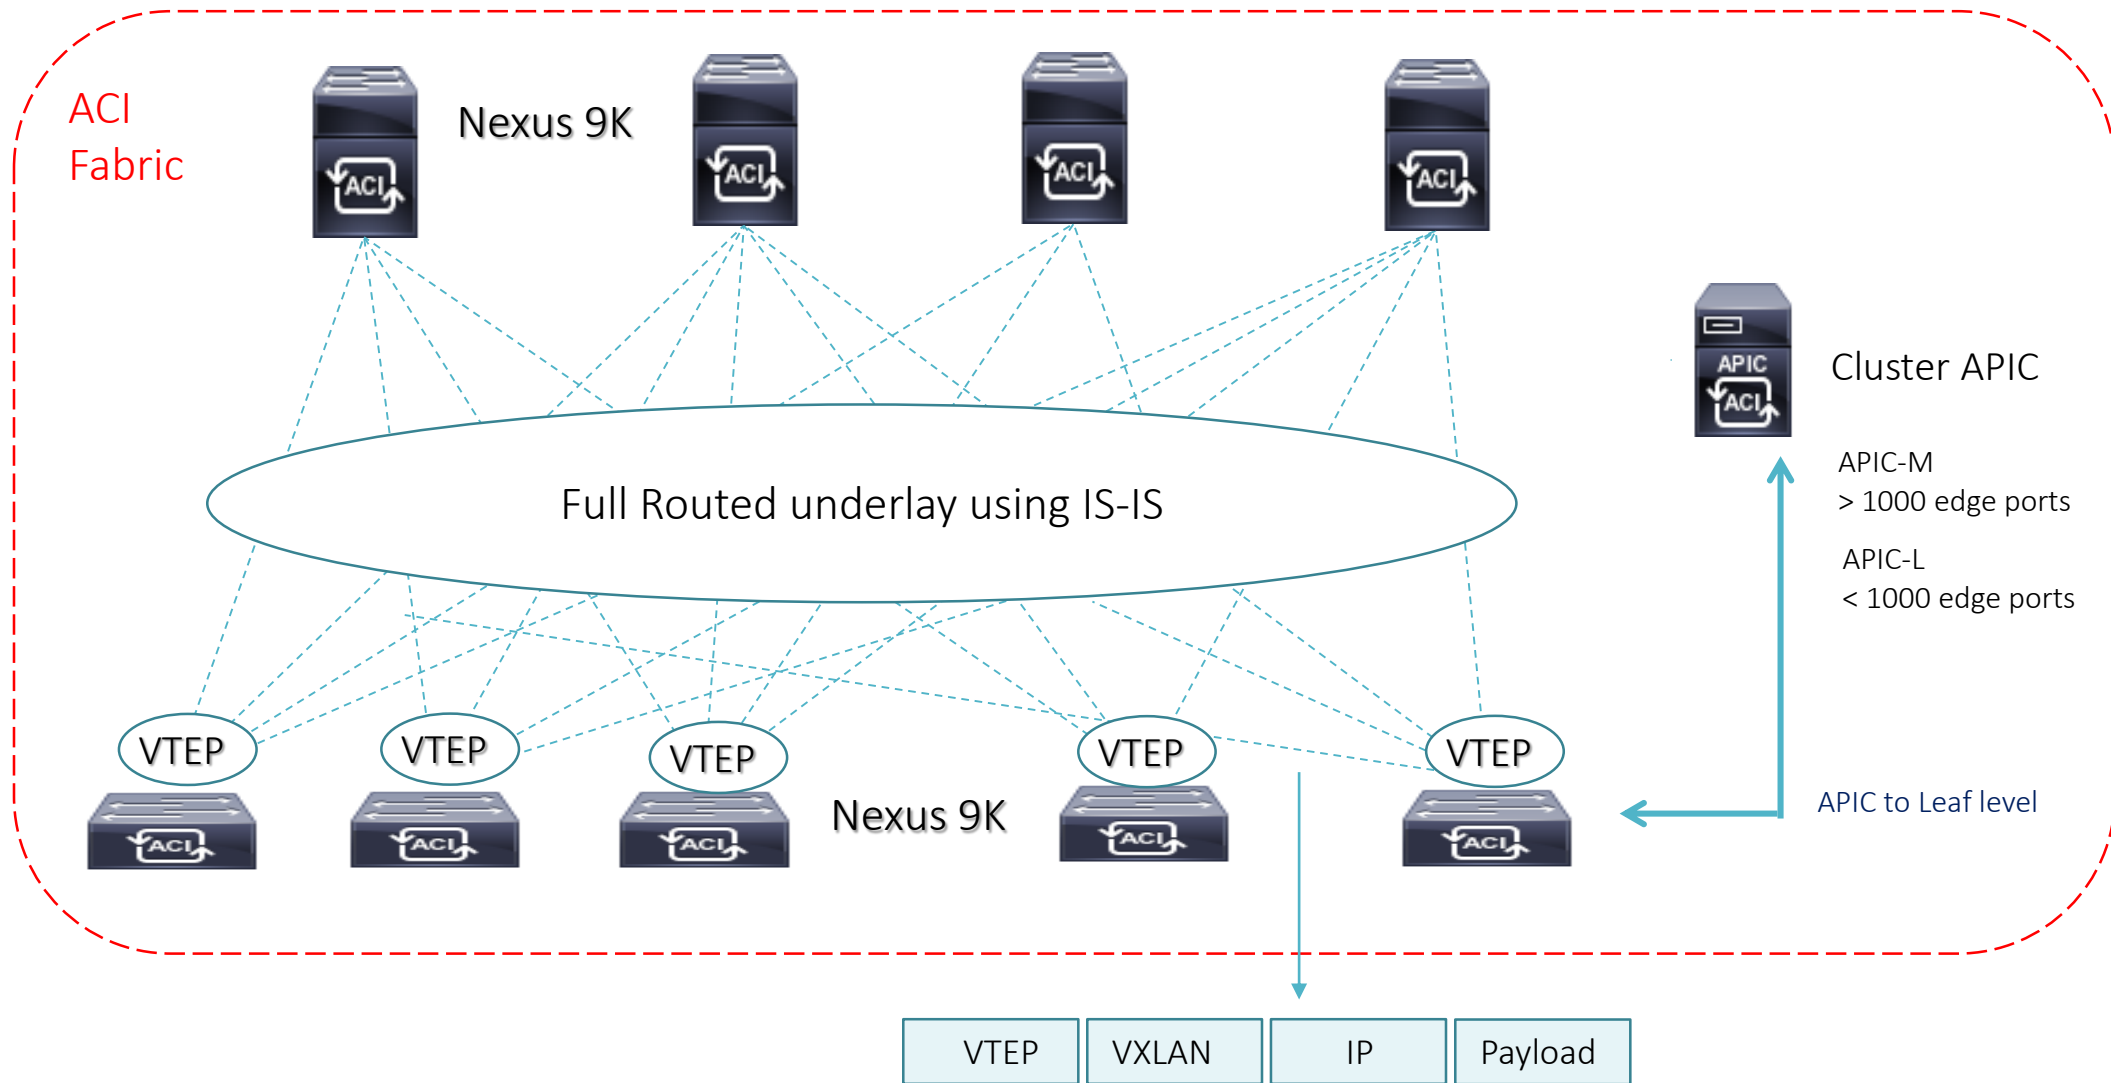 ACI
Fabric
Nexus 9K
ACI
ACI
ACI
ACI
APIC
ACI
Cluster APIC
APIC-M
> 1000 edge ports
APIC-L
< 1000 edge ports
Full Routed underlay using IS-IS
VTEP
VTEP
VTEP
VTEP
VTEP
ACI
ACI
ACI
Nexus 9K
ACI
ACI
APIC to Leaf level
VTEP
VXLAN
IP
Payload